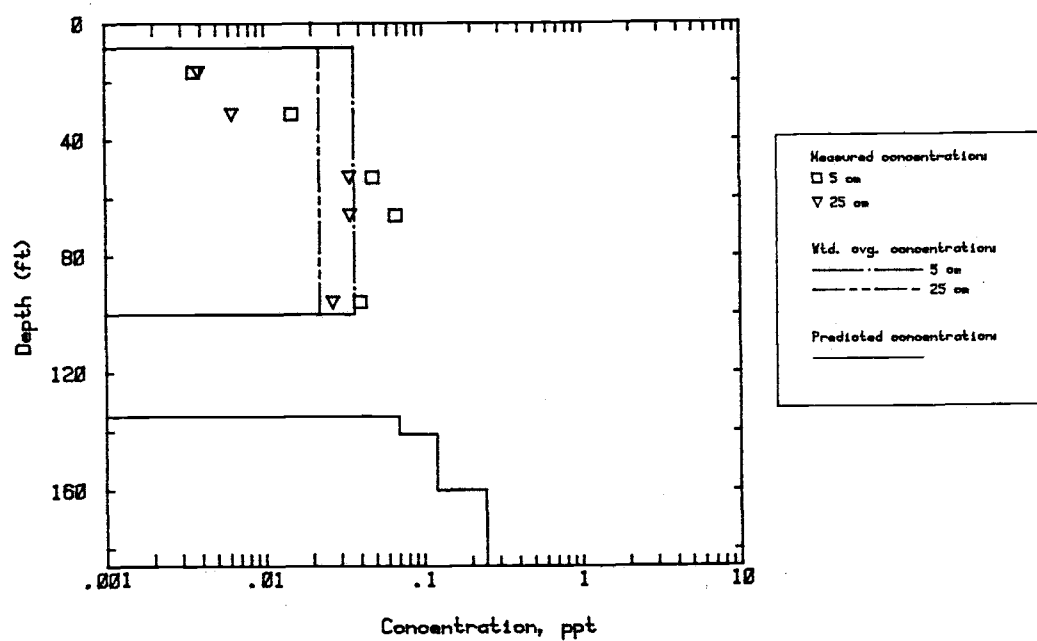 0
40
80
120
160
Depth (ft)
.001
.01
.1
1
10
Concentration, ppt
Measured concentration:
5 cm
25 cm
Wtd. avg. concentration:
5 cm
25 cm
Predicted concentration: